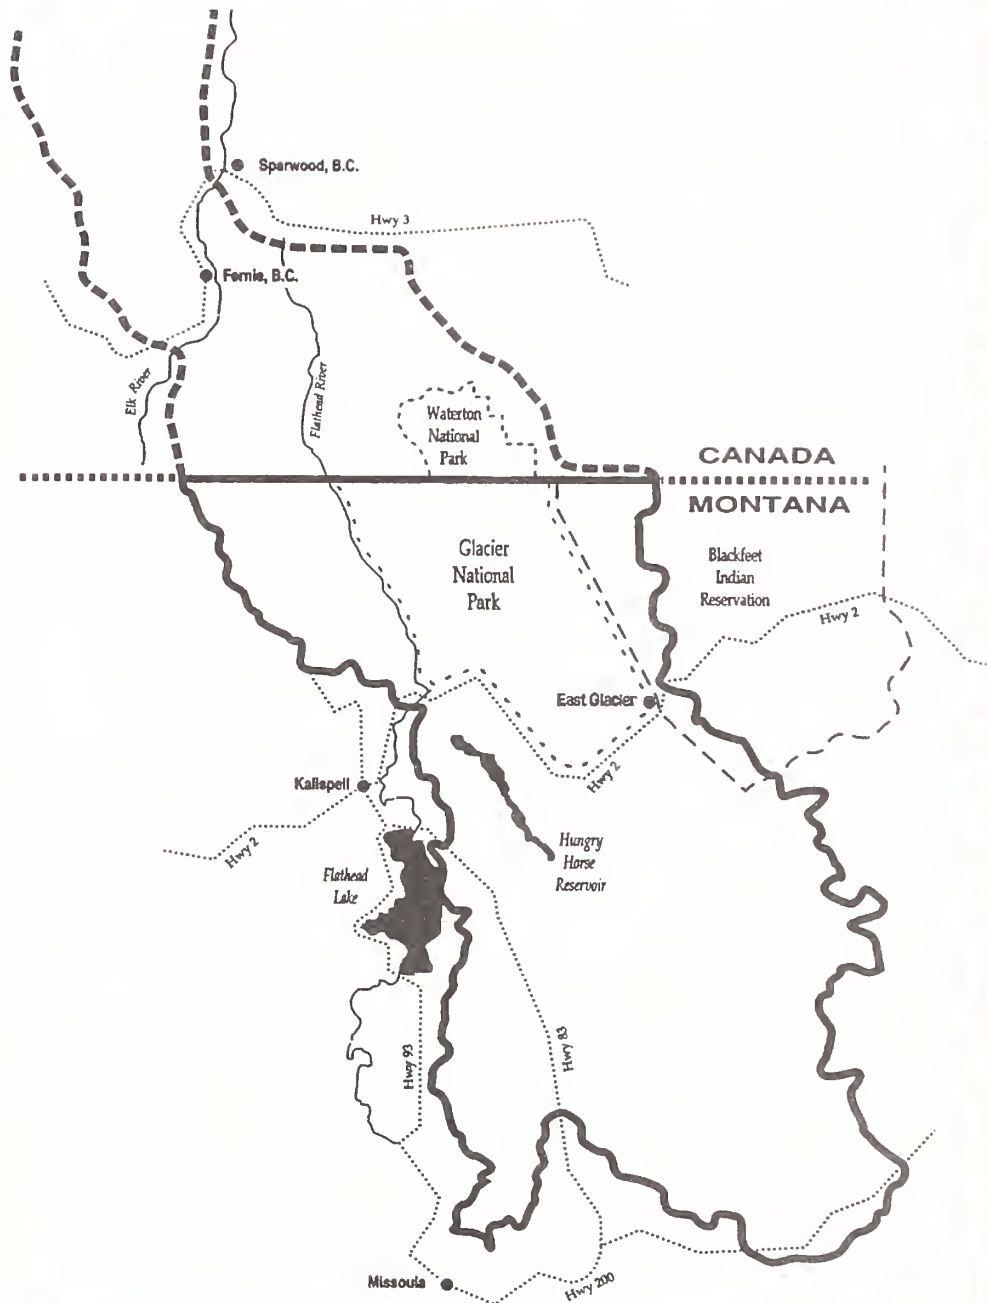 Sparwood, B.C.
Hwy 3
Fernie, B.C.
Elk River
Flathead River
Waterton
National
Park
CANADA
MONTANA
Glacier
National
Park
Blackfeet
Indian
Reservation
Hwy 2
East Glacier
Hwy 2
Kalispell
Hwy 2
Hungry
Horse
Reservoir
Flathead
Lake
Hwy 93
Hwy 83
Missoula
Hwy 200